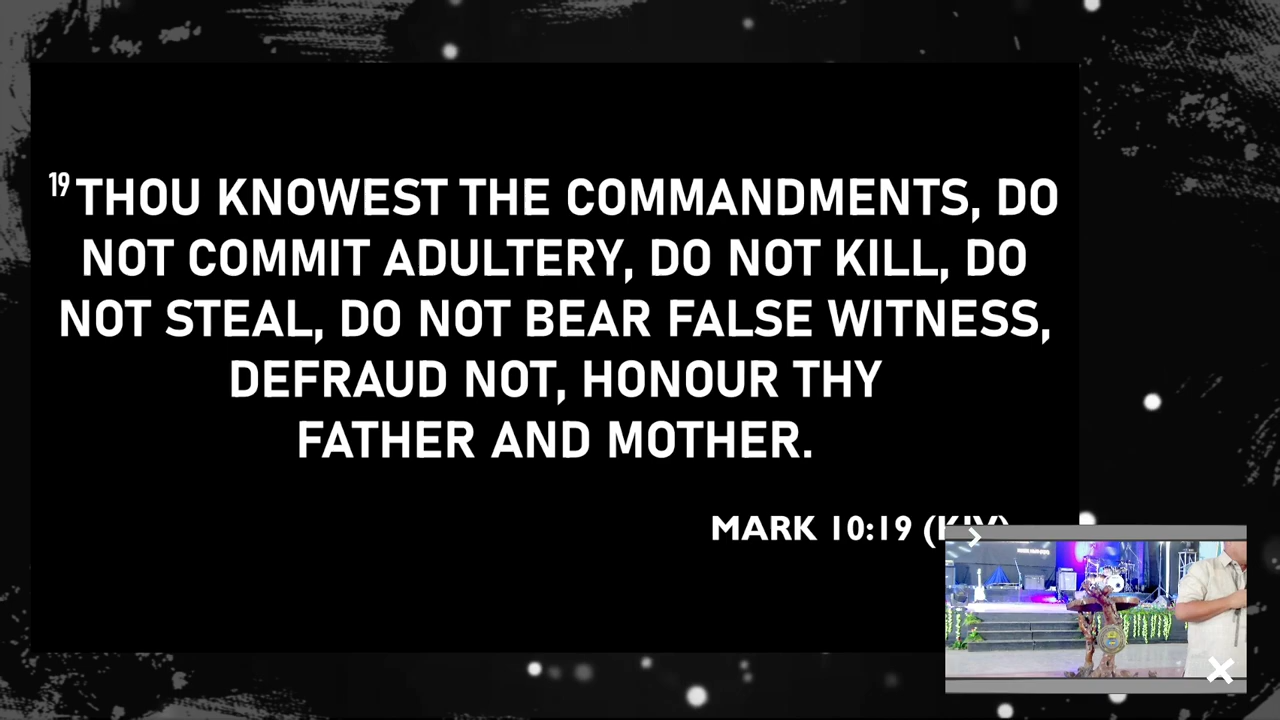 19 THOU KNOWEST THE COMMANDMENTS, DO
NOT COMMIT ADULTERY, DO NOT KILL, DO
NOT STEAL, DO NOT BEAR FALSE WITNESS,
DEFRAUD NOT, HONOUR THY
FATHER AND MOTHER.
MARK 10:19 (KJV)